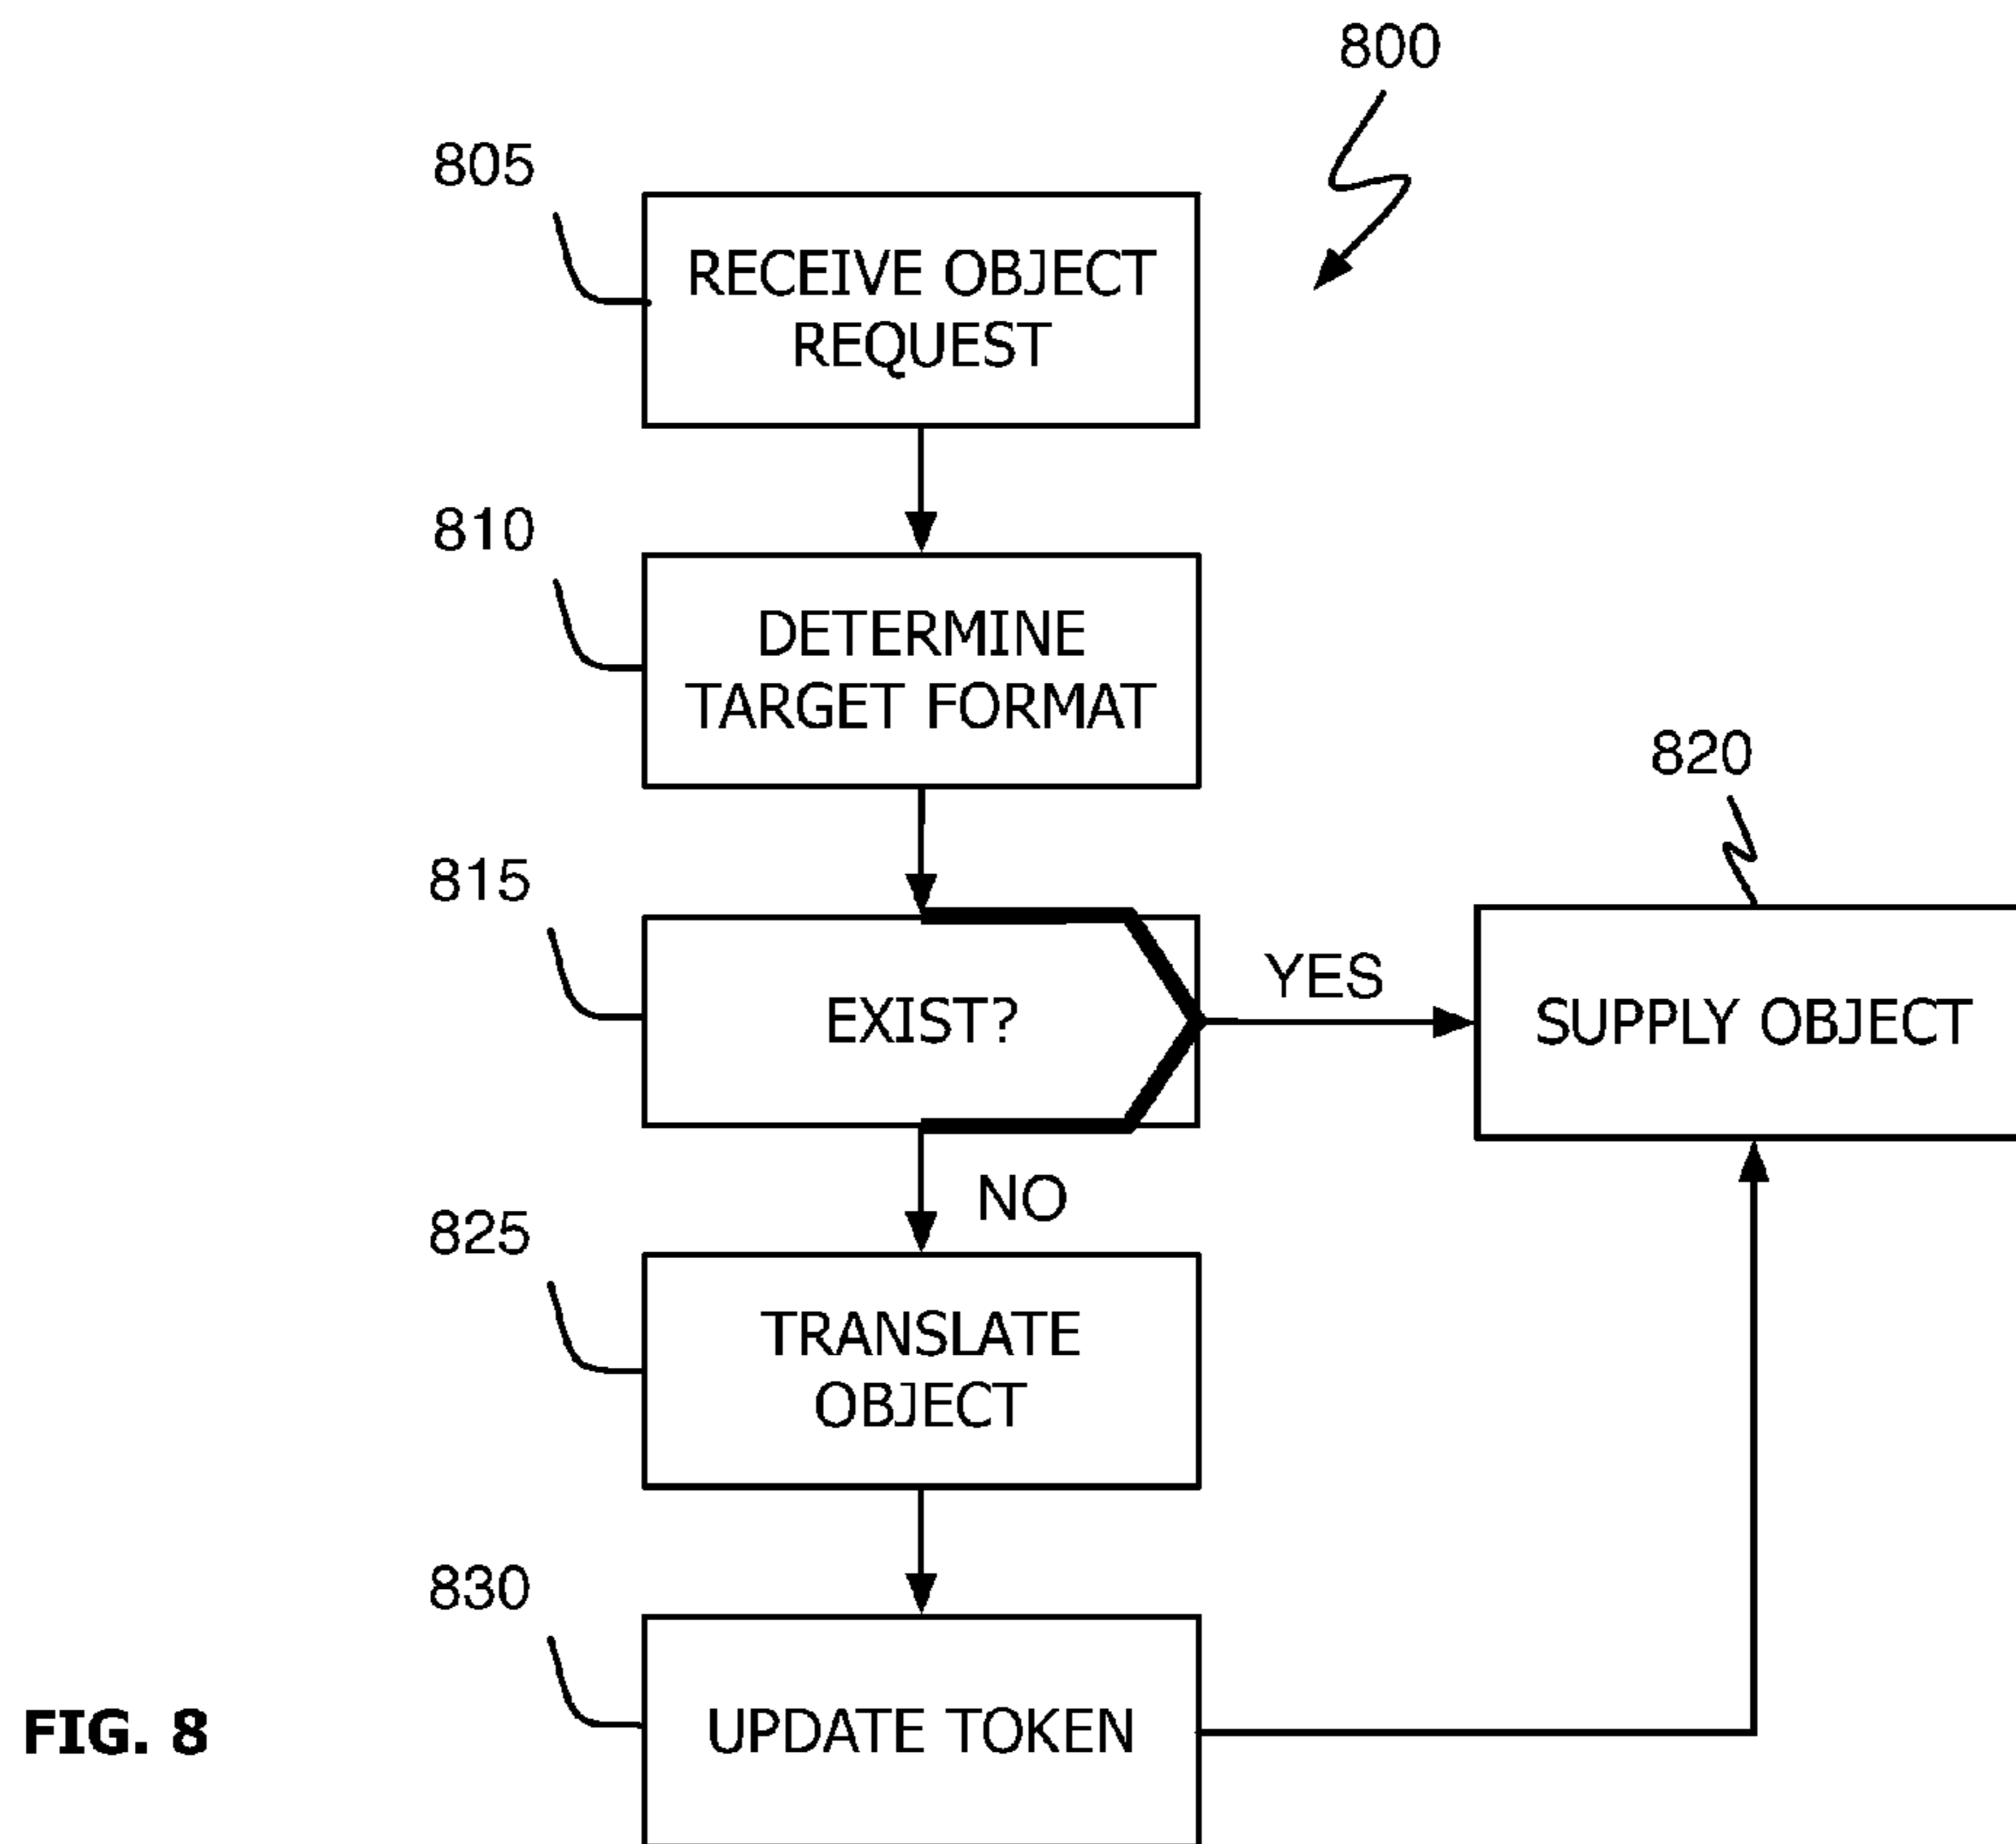 800
805
RECEIVE OBJECT
REQUEST
810
DETERMINE
TARGET FORMAT
815
EXIST?
YES
820
SUPPLY OBJECT
NO
825
TRANSLATE
OBJECT
830
UPDATE TOKEN
FIG. 8